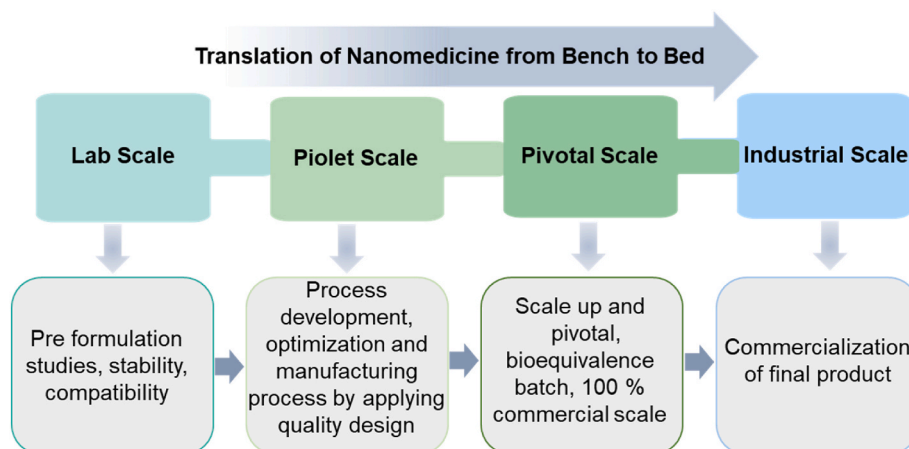 Translation of Nanomedicine from Bench to Bed
Lab Scale
Piolet Scale
Pivotal Scale
Industrial Scale
Pre formulation
studies, stability,
compatibility
Process
development,
optimization and
manufacturing
process by applying
quality design
Scale up and
pivotal,
bioequivalence
batch, 100 %
commercial scale
Commercialization
of final product